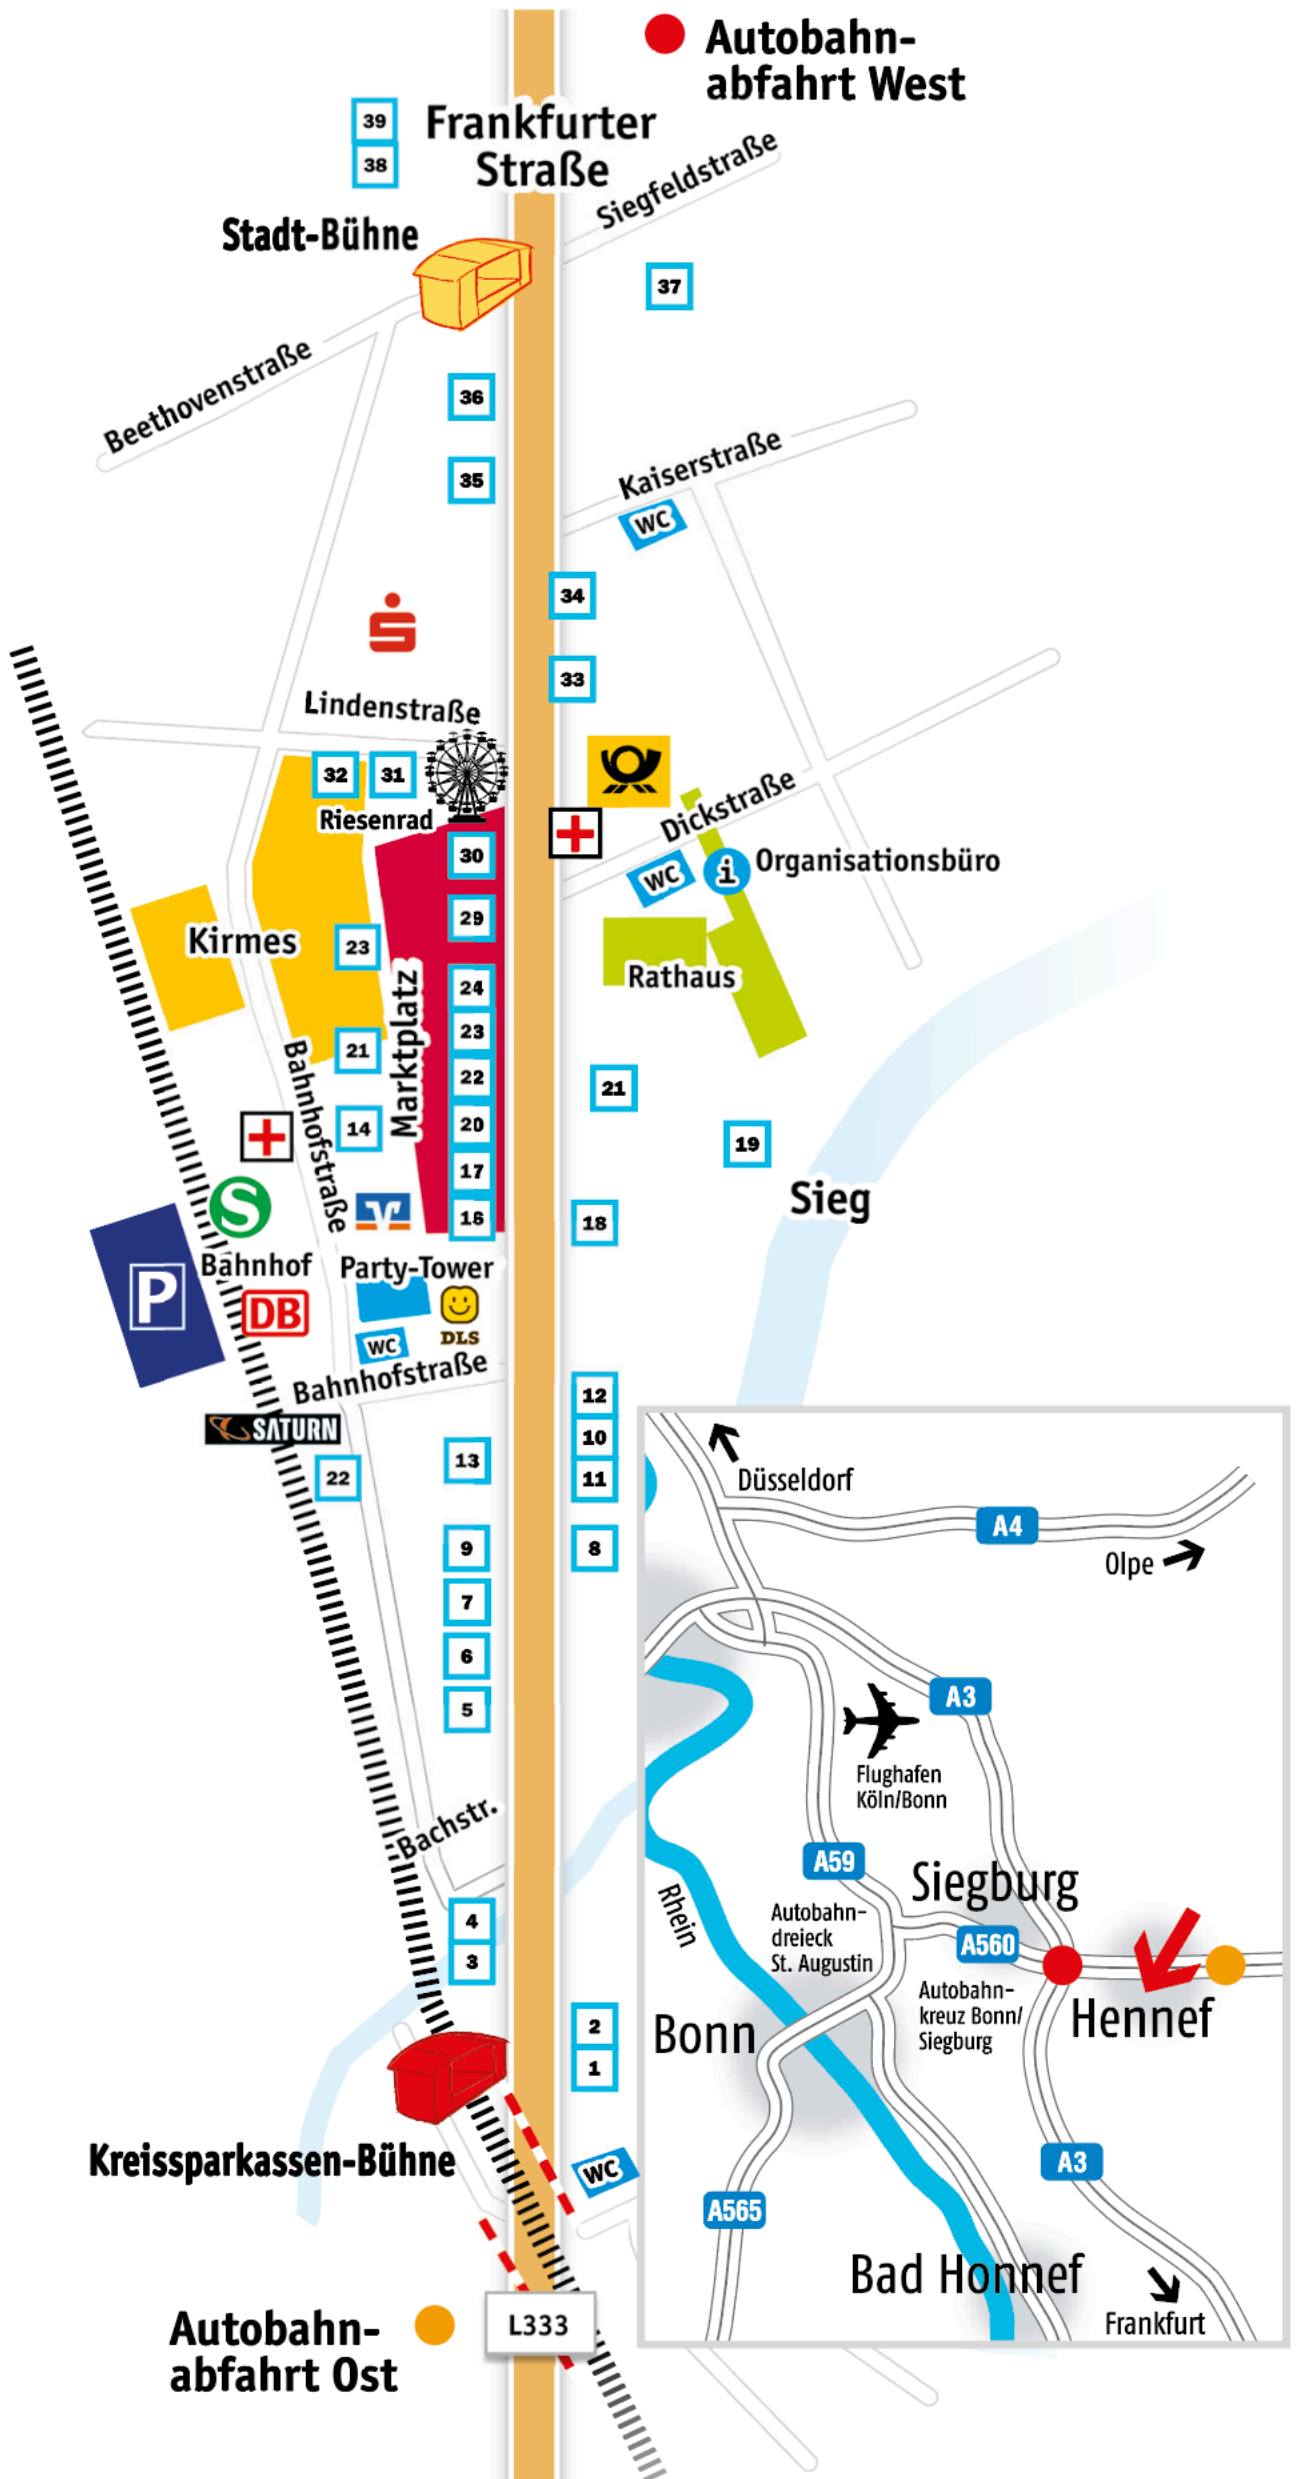 Autobahn-
abfahrt West
39
Frankfurter
Straße
38
Siegfeldstraße
Stadt-Bühne
37
Beethovenstraße
36
Kaiserstraße
35
WC
34
33
Lindenstraße
32
31
Riesenrad
Dickstraße
30
WC
i
Organisationsbüro
29
Kirmes
23
Rathaus
24
Marktplatz
23
21
22
21
Bahnhofstraße
14
20
19
17
S
16
18
Sieg
Bahnhof
Party-Tower
P
DB
DLS
WC
Bahnhofstraße
12
SATURN
10
13
22
11
9
8
7
6
5
Bachstr.
4
3
2
1
Kreissparkassen-Bühne
WC
L333
Autobahn-
abfahrt Ost
Düsseldorf
A4
Olpe
A3
Flughafen
Köln/Bonn
A59
Siegburg
Rhein
Autobahn-
dreieck
St. Augustin
A560
Autobahn-
kreuz Bonn/
Siegburg
Hennef
Bonn
A3
A565
Bad Honnef
Frankfurt